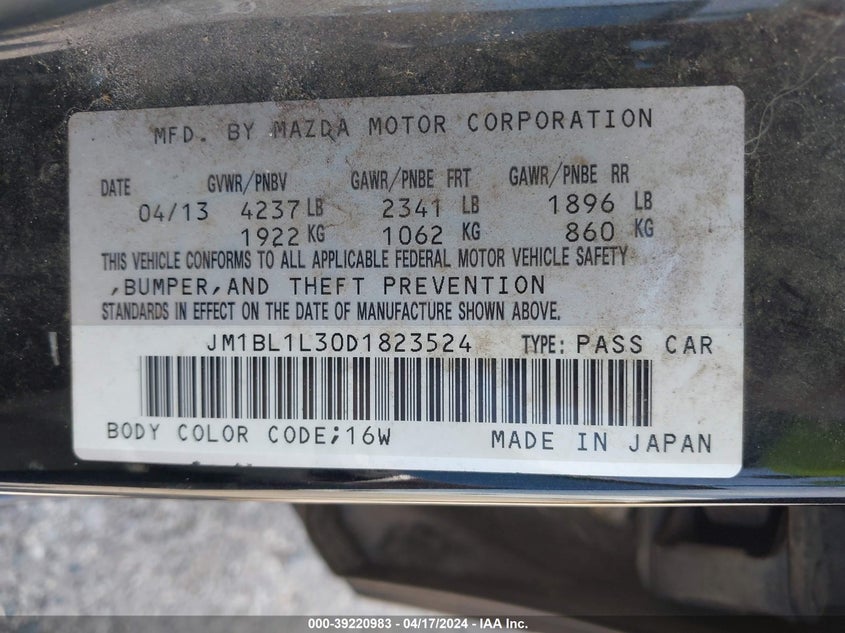 MFD. BY MAZDA MOTOR CORPORATION
DATE GVWR/PNBV GAWR/PNBE FRT GAWR/PNBE RR
04/13 4237 LB 2341 LB 1896 LB
1922 KG 1062 KG 860 KG
THIS VEHICLE CONFORMS TO ALL APPLICABLE FEDERAL MOTOR VEHICLE SAFETY
,BUMPER,AND THEFT PREVENTION
STANDARDS IN EFFECT ON THE DATE OF MANUFACTURE SHOWN ABOVE.
JM1BL1L30D1823524 TYPE: PASS CAR
BODY COLOR CODE;16W MADE IN JAPAN
000-39220983 - 04/17/2024 - IAA Inc.